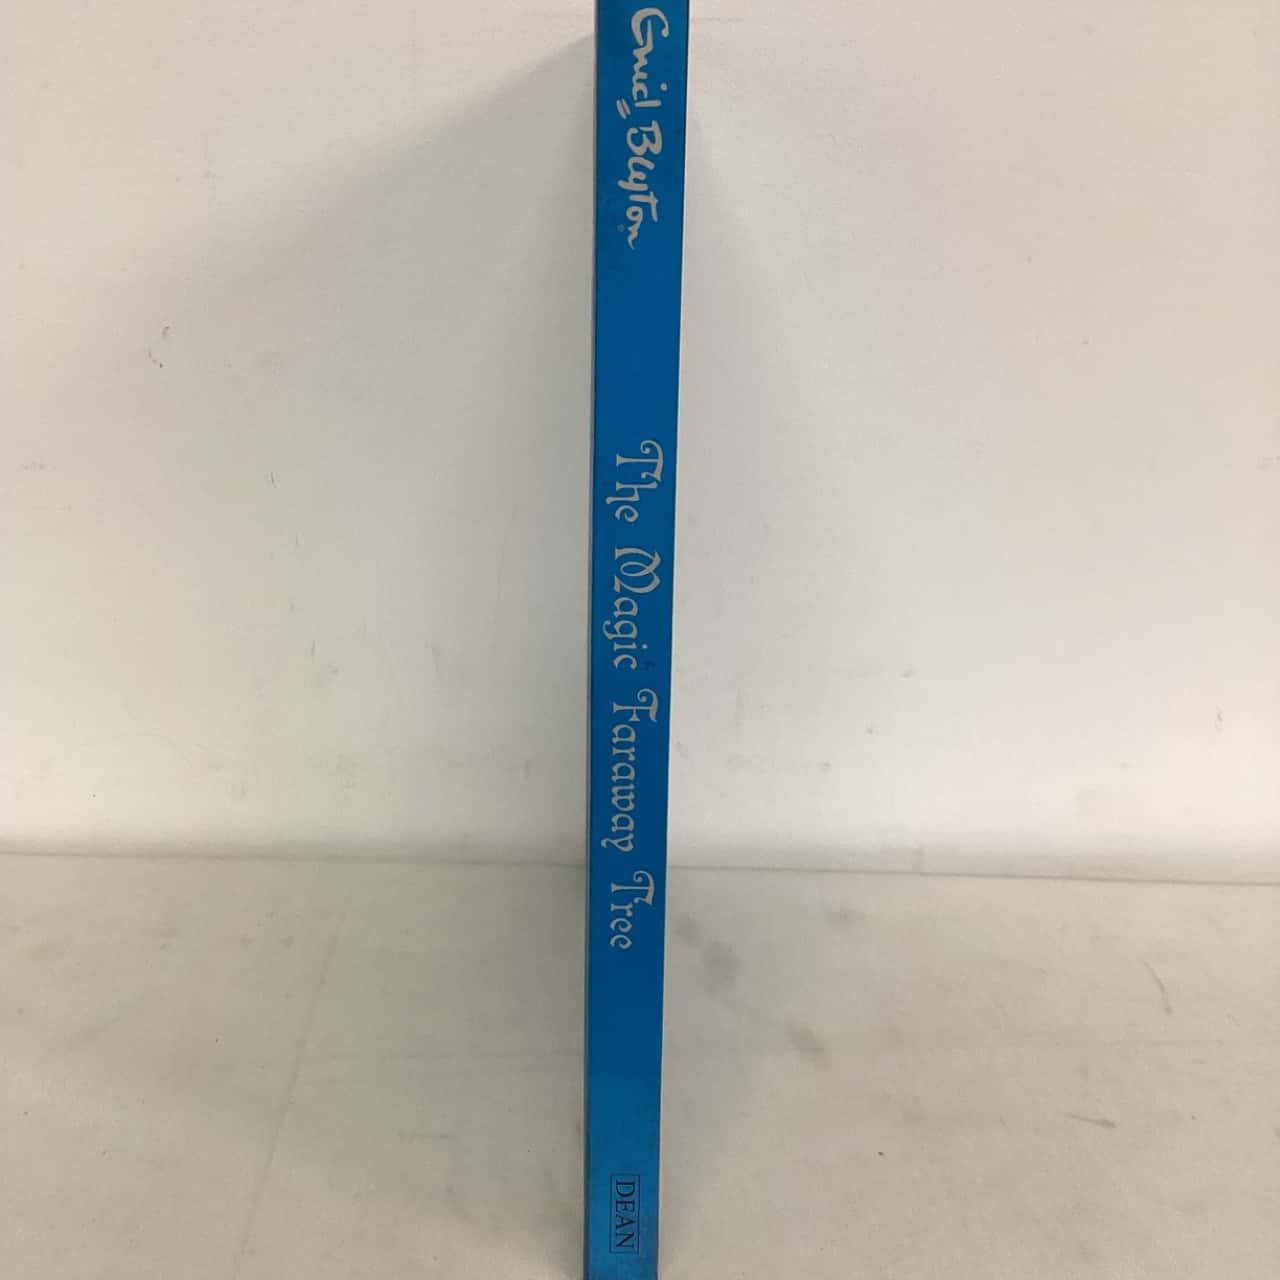 Enid Blyton
The Magic Faraway Tree
DEAN